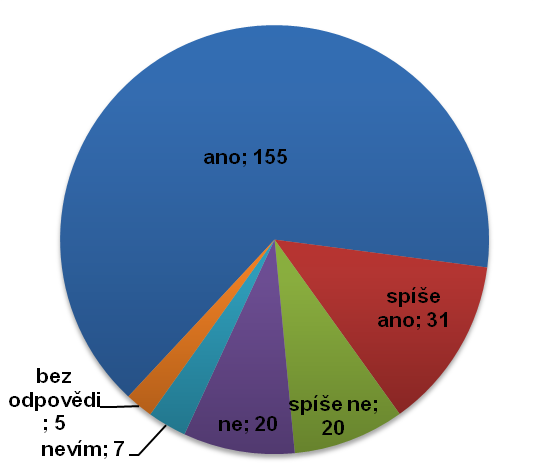 ano; 155
spíše
ano; 31
spíše ne;
20
ne; 20
nevím; 7
bez
odpovědi
; 5